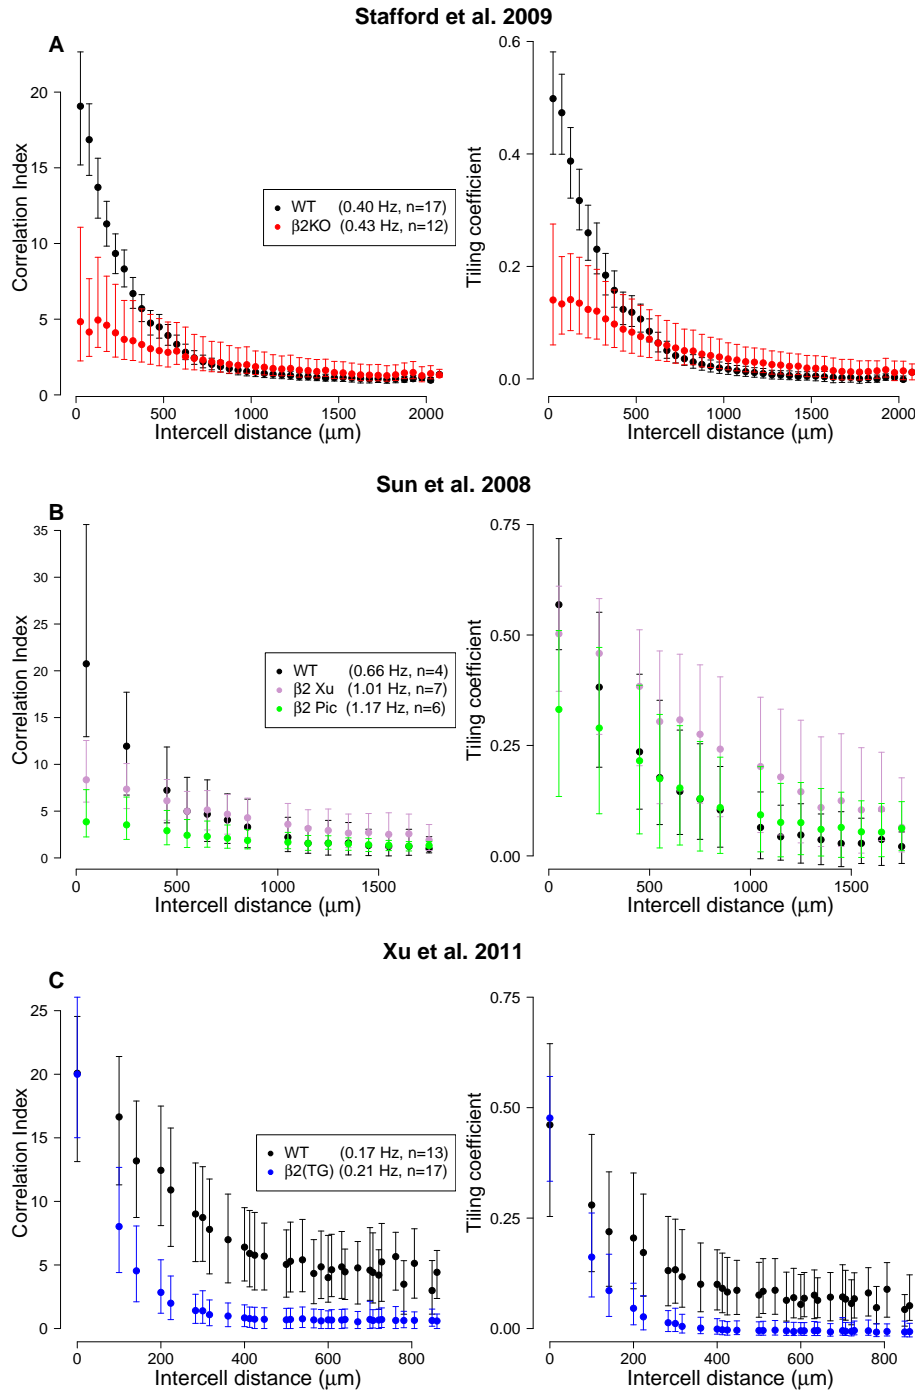 Stafford et al. 2009
A
Correlation Index
0
5
10
15
20
WT (0.40 Hz, n=17)
β2KO (0.43 Hz, n=12)
0 500 1000 1500 2000
Intercell distance (μm)
Tiling coefficient
0.0
0.2
0.4
0.6
0 500 1000 1500 2000
Intercell distance (μm)
Sun et al. 2008
B
Correlation Index
0
5
10
15
20
25
30
35
WT (0.66 Hz, n=4)
β2 Xu (1.01 Hz, n=7)
β2 Pic (1.17 Hz, n=6)
0 500 1000 1500
Intercell distance (μm)
Tiling coefficient
0.00
0.25
0.50
0.75
0 500 1000 1500
Intercell distance (μm)
Xu et al. 2011
C
Correlation Index
0
5
10
15
20
25
WT (0.17 Hz, n=13)
β2(TG) (0.21 Hz, n=17)
0 200 400 600 800
Intercell distance (μm)
Tiling coefficient
0.00
0.25
0.50
0.75
0 200 400 600 800
Intercell distance (μm)